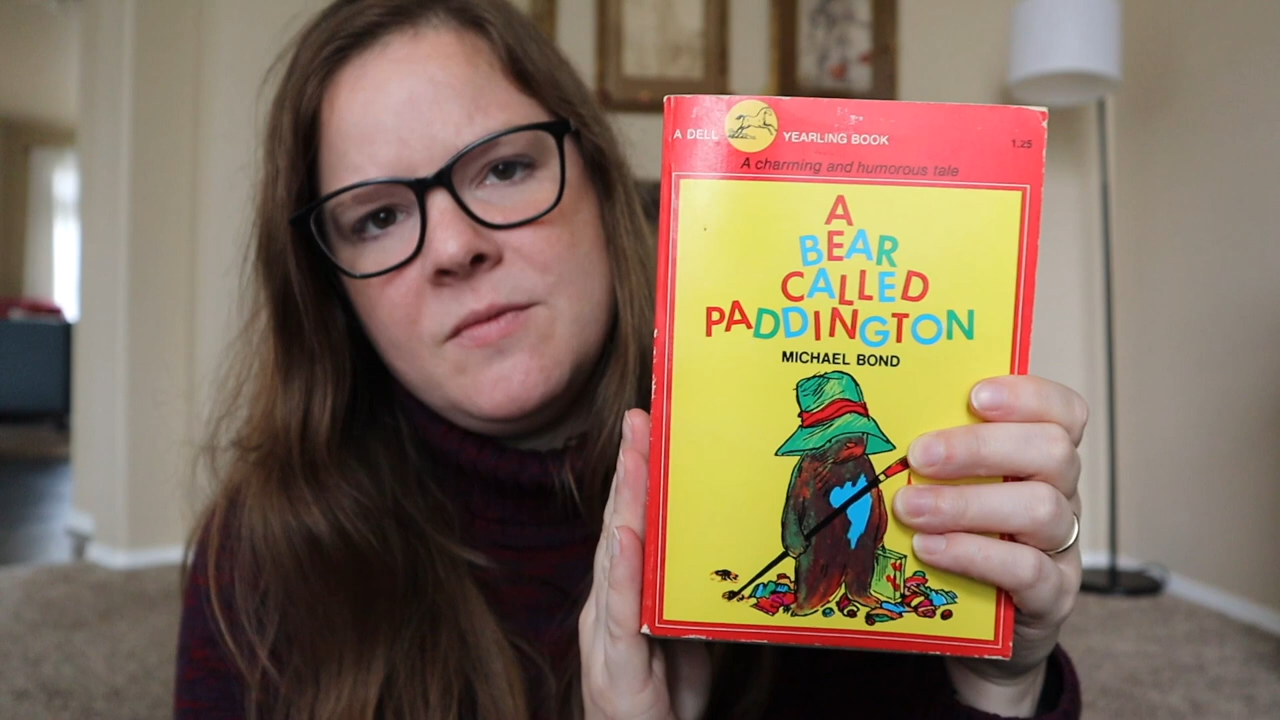 A DELL YEARLING BOOK
1.25
A charming and humorous tale
A
BEAR
CALLED
PADDINGTON
MICHAEL BOND